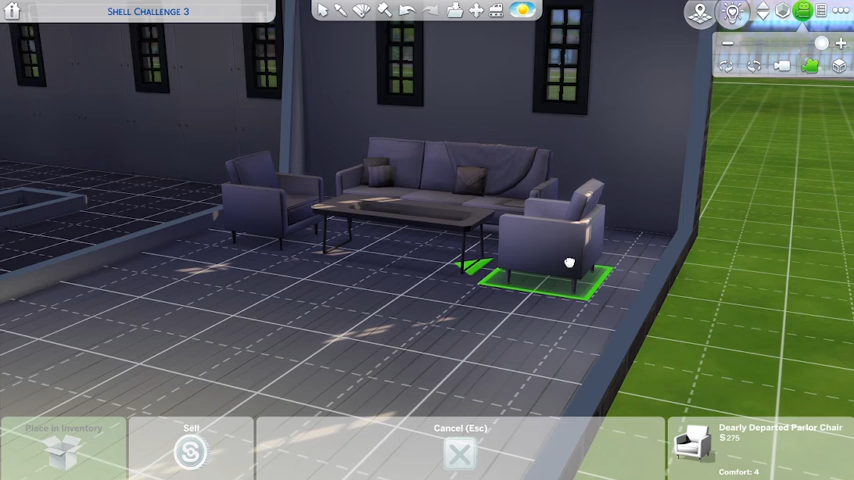 SHELL CHALLENGE 3
Place in Inventory
Sell
Cancel (Esc)
Dearly Departed Parlor Chair
§275
Comfort: 4